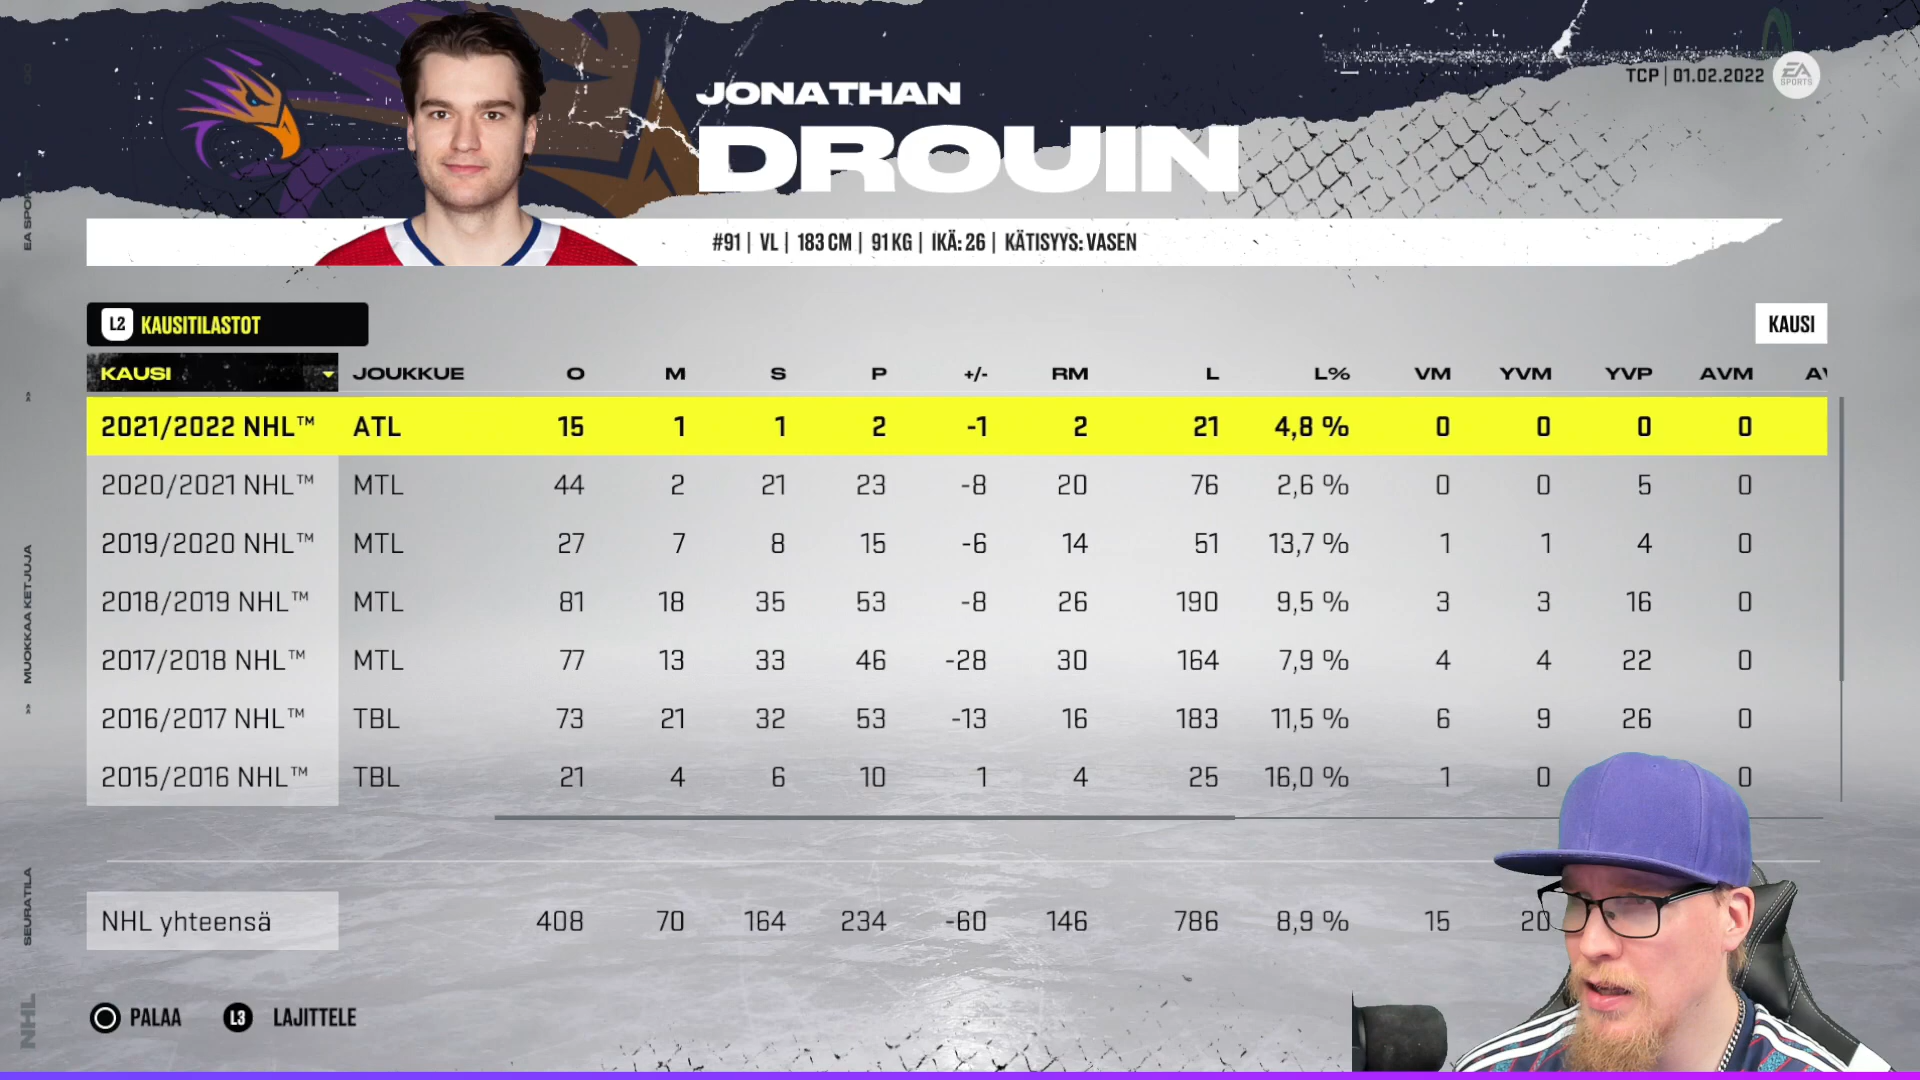 JONATHAN
DROUIN
TCP | 01.02.2022
EA SPORTS
#91 | VL | 183 CM | 91 KG | IKÄ: 26 | KÄTISYYS: VASEN
L2 KAUSITILASTOT
KAUSI
KAUSI JOUKKUE O M S P +/- RM L L% VM YVM YVP AVM
2021/2022 NHL™ ATL 15 1 1 2 -1 2 21 4,8 % 0 0 0 0
2020/2021 NHL™ MTL 44 2 21 23 -8 20 76 2,6 % 0 0 5 0
2019/2020 NHL™ MTL 27 7 8 15 -6 14 51 13,7 % 1 1 4 0
2018/2019 NHL™ MTL 81 18 35 53 -8 26 190 9,5 % 3 3 16 0
2017/2018 NHL™ MTL 77 13 33 46 -28 30 164 7,9 % 4 4 22 0
2016/2017 NHL™ TBL 73 21 32 53 -13 16 183 11,5 % 6 9 26 0
2015/2016 NHL™ TBL 21 4 6 10 1 4 25 16,0 % 1 0 0
NHL yhteensä 408 70 164 234 -60 146 786 8,9 % 15 20
PALAA L3 LAJITTELE
EA SPORTS
MUOKKAA KETJUJA
SEURATILA
NHL